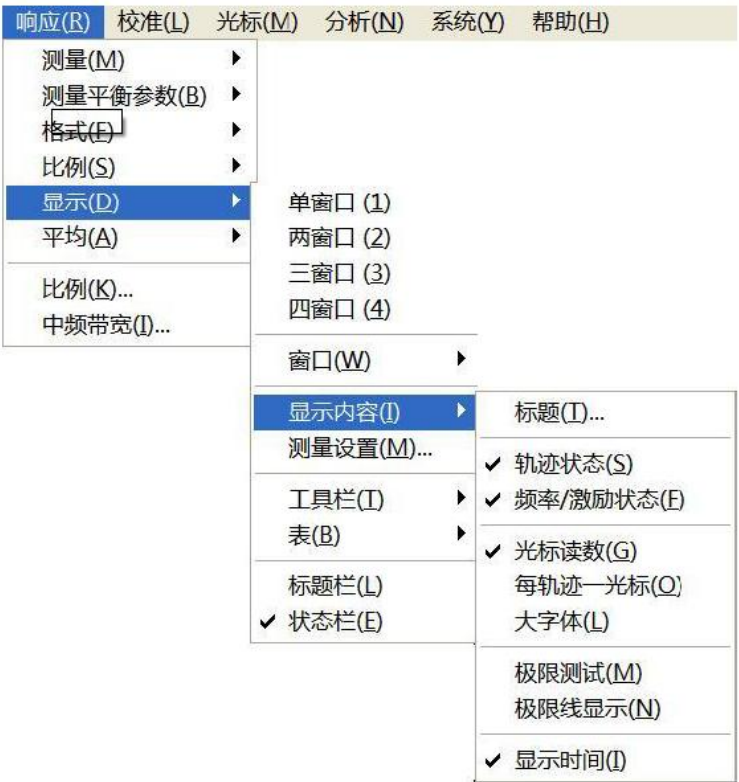 响应(R) 校准(L) 光标(M) 分析(N) 系统(Y) 帮助(H)
测量(M)
测量平衡参数(B)
格式(F)
比例(S)
显示(D)
平均(A)
比例(K)...
中频带宽(I)...
单窗口 (1)
两窗口 (2)
三窗口 (3)
四窗口 (4)
窗口(W)
显示内容(I)
测量设置(M)...
工具栏(T)
表(B)
标题栏(L)
状态栏(E)
标题(T)...
轨迹状态(S)
频率/激励状态(F)
光标读数(G)
每轨迹一光标(O)
大字体(L)
极限测试(M)
极限线显示(N)
显示时间(I)